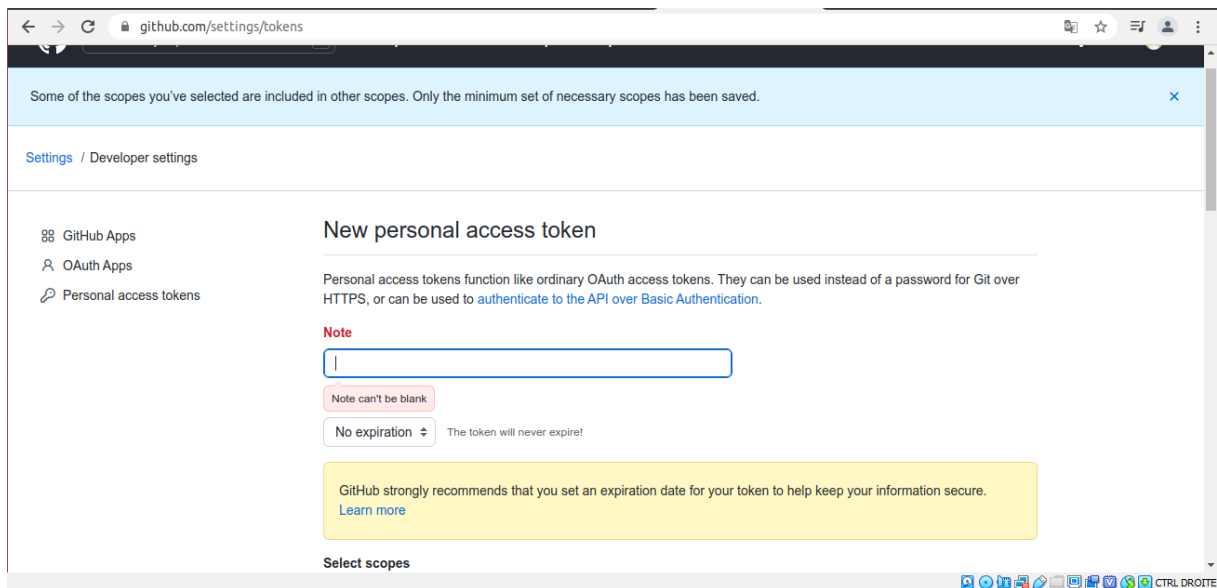 github.com/settings/tokens
Some of the scopes you've selected are included in other scopes. Only the minimum set of necessary scopes has been saved.
Settings / Developer settings
GitHub Apps
OAuth Apps
Personal access tokens
New personal access token
Personal access tokens function like ordinary OAuth access tokens. They can be used instead of a password for Git over
HTTPS, or can be used to authenticate to the API over Basic Authentication.
Note
Note can't be blank
No expiration The token will never expire!
GitHub strongly recommends that you set an expiration date for your token to help keep your information secure.
Learn more
Select scopes
CTRL DROITE